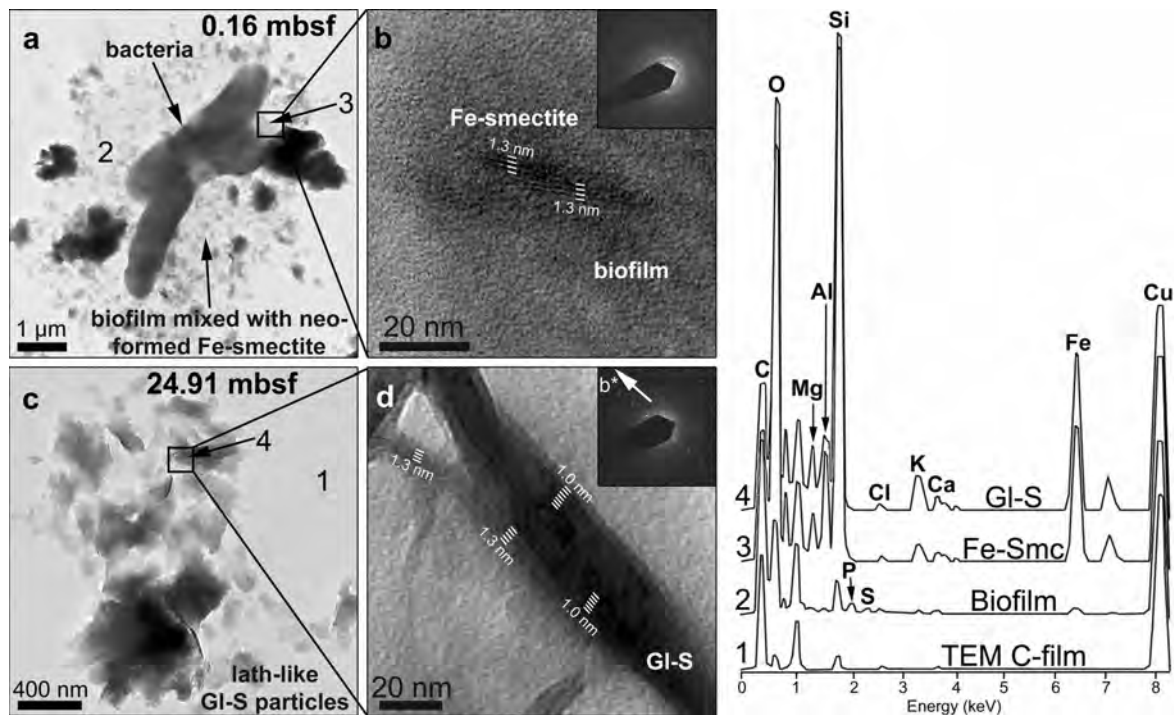 a
0.16 mbsf
bacteria
3
2
biofilm mixed with neo-
formed Fe-smectite
1 µm
b
Fe-smectite
1.3 nm
1.3 nm
biofilm
20 nm
c
24.91 mbsf
4
1
lath-like
Gl-S particles
400 nm
d
b*
1.3 nm
1.0 nm
1.3 nm
1.0 nm
Gl-S
20 nm
Si
O
Al
Cu
Fe
C
Mg
K
Ca
Cl
4
Gl-S
3
Fe-Smc
P
S
2
Biofilm
1
TEM C-film
0 1 2 3 4 5 6 7 8
Energy (keV)